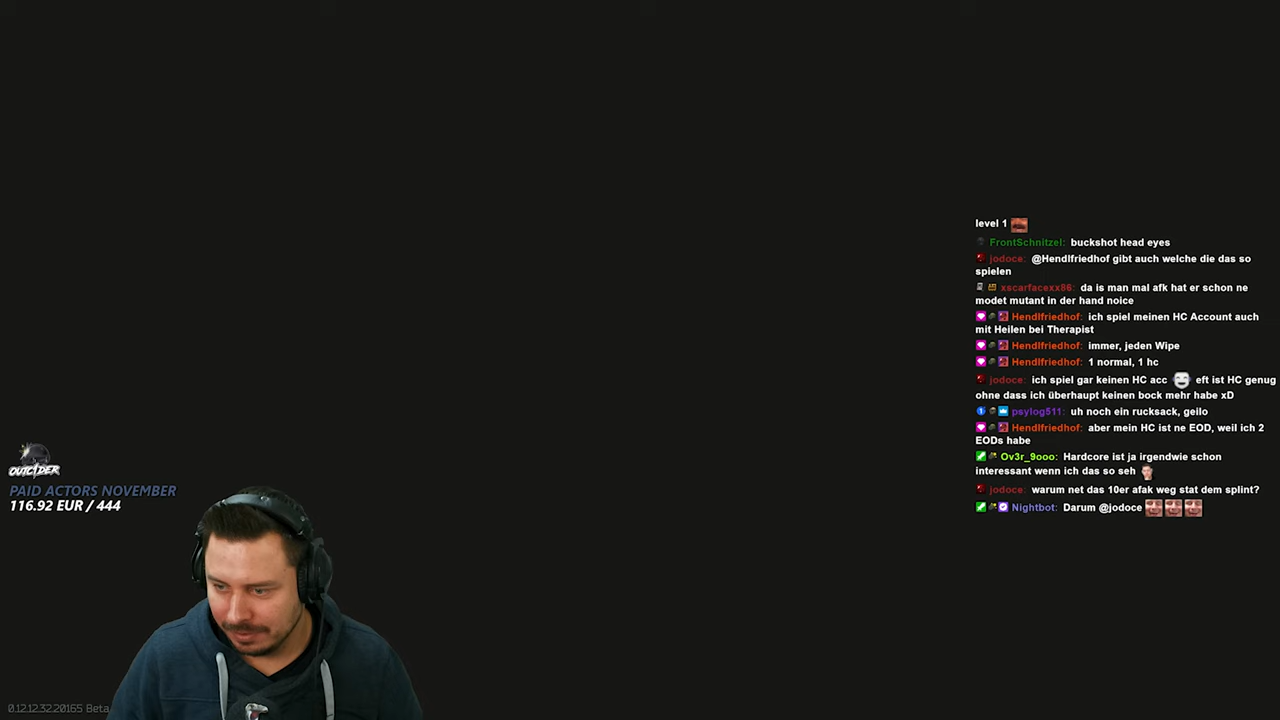 level 1
FrontSchnitzel: buckshot head eyes
jodoce: @Hendlfriedhof gibt auch welche die das so
spielen
xscarfacexx86: da is man mal afk hat er schon ne
modet mutant in der hand noice
Hendlfriedhof: ich spiel meinen HC Account auch
mit Heilen bei Therapist
Hendlfriedhof: immer, jeden Wipe
Hendlfriedhof: 1 normal, 1 hc
jodoce: ich spiel gar keinen HC acc eft ist HC genug
ohne dass ich überhaupt keinen bock mehr habe xD
psylog511: uh noch ein rucksack, geilo
Hendlfriedhof: aber mein HC ist ne EOD, weil ich 2
EODs habe
Ov3r_9ooo: Hardcore ist ja irgendwie schon
interessant wenn ich das so seh
jodoce: warum net das 10er afak weg stat dem splint?
Nightbot: Darum @jodoce
OUTC1DER
PAID ACTORS NOVEMBER
116.92 EUR / 444
0.12.12.32.20165 Beta